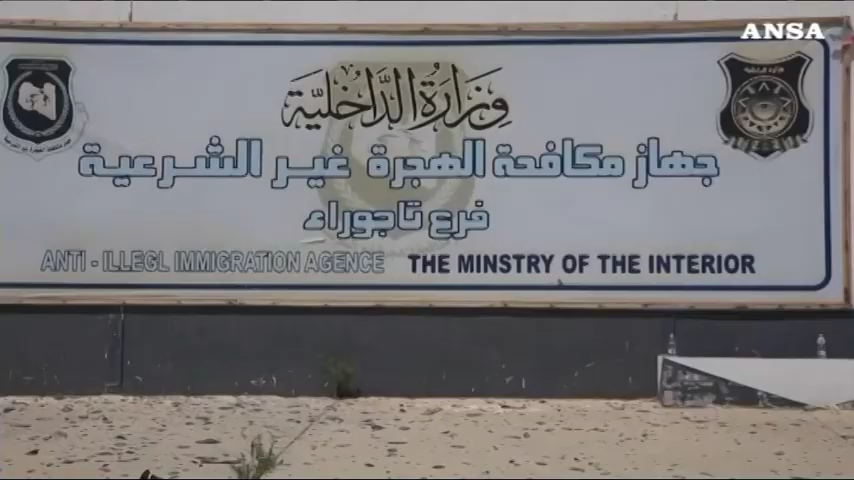 ANSA
وزارة الداخلية
جهاز مكافحة الهجرة غير الشرعية
فرع تاجوراء
ANTI - ILLEGL IMMIGRATION AGENCE THE MINSTRY OF THE INTERIOR